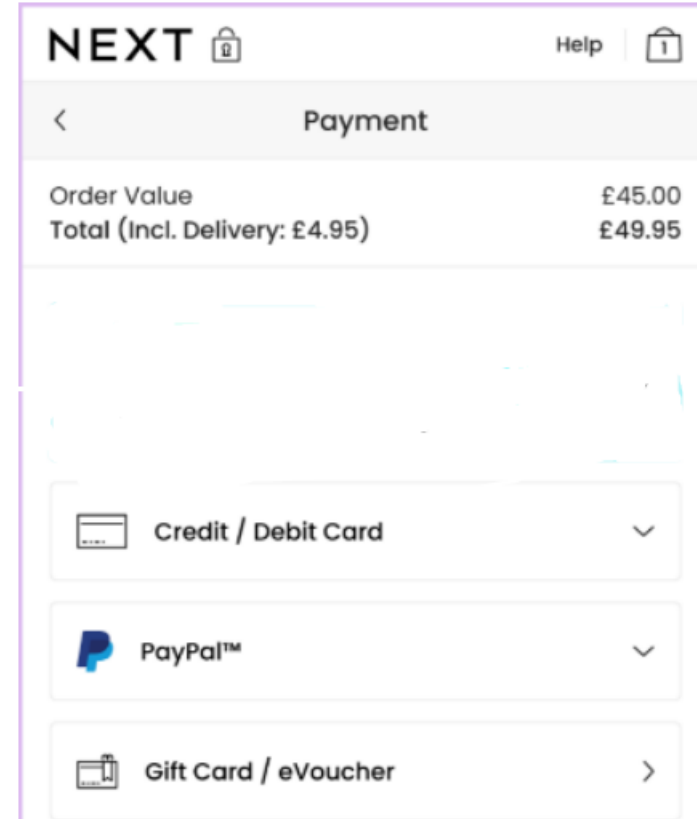 NEXT Help 1
Payment
Order Value £45.00
Total (Incl. Delivery: £4.95) £49.95
Credit / Debit Card
PayPal™
Gift Card / eVoucher